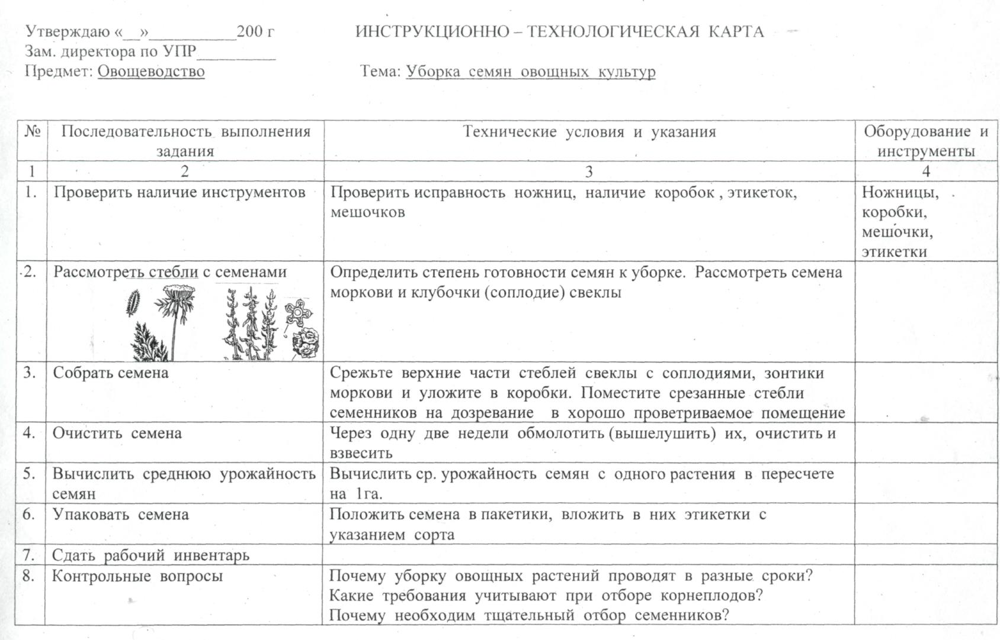 Утверждаю «__»___________200 г
ИНСТРУКЦИОННО – ТЕХНОЛОГИЧЕСКАЯ КАРТА
Зам. директора по УПР__________
Предмет: Овощеводство
Тема: Уборка семян овощных культур
№
Последовательность выполнения
задания
Технические условия и указания
Оборудование и
инструменты
1
2
3
4
1.
Проверить наличие инструментов
Проверить исправность ножниц, наличие коробок , этикеток,
мешочков
Ножницы,
коробки,
мешочки,
этикетки
2.
Рассмотреть стебли с семенами
Определить степень готовности семян к уборке. Рассмотреть семена
моркови и клубочки (соплодие) свеклы
3.
Собрать семена
Срежьте верхние части стеблей свеклы с соплодиями, зонтики
моркови и уложите в коробки. Поместите срезанные стебли
семенников на дозревание в хорошо проветриваемое помещение
4.
Очистить семена
Через одну две недели обмолотить (вышелушить) их, очистить и
взвесить
5.
Вычислить среднюю урожайность
семян
Вычислить ср. урожайность семян с одного растения в пересчете
на 1га.
6.
Упаковать семена
Положить семена в пакетики, вложить в них этикетки с
указанием сорта
7.
Сдать рабочий инвентарь
8.
Контрольные вопросы
Почему уборку овощных растений проводят в разные сроки?
Какие требования учитывают при отборе корнеплодов?
Почему необходим тщательный отбор семенников?